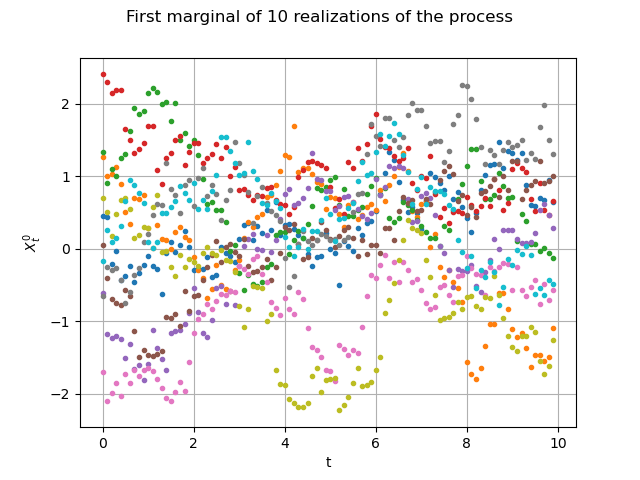 First marginal of 10 realizations of the process
2
1
0
−1
−2
X_t^0
0 2 4 6 8 10
t